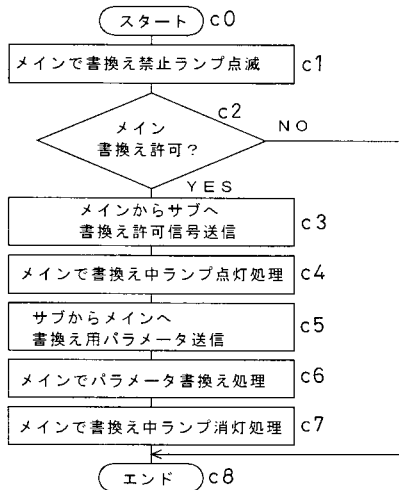 スタート c0
メインで書換え禁止ランプ点滅 c1
c2
メイン
書換え許可？
NO
YES
メインからサブへ
書換え許可信号送信 c3
メインで書換え中ランプ点灯処理 c4
サブからメインへ
書換え用パラメータ送信 c5
メインでパラメータ書換え処理 c6
メインで書換え中ランプ消灯処理 c7
エンド c8